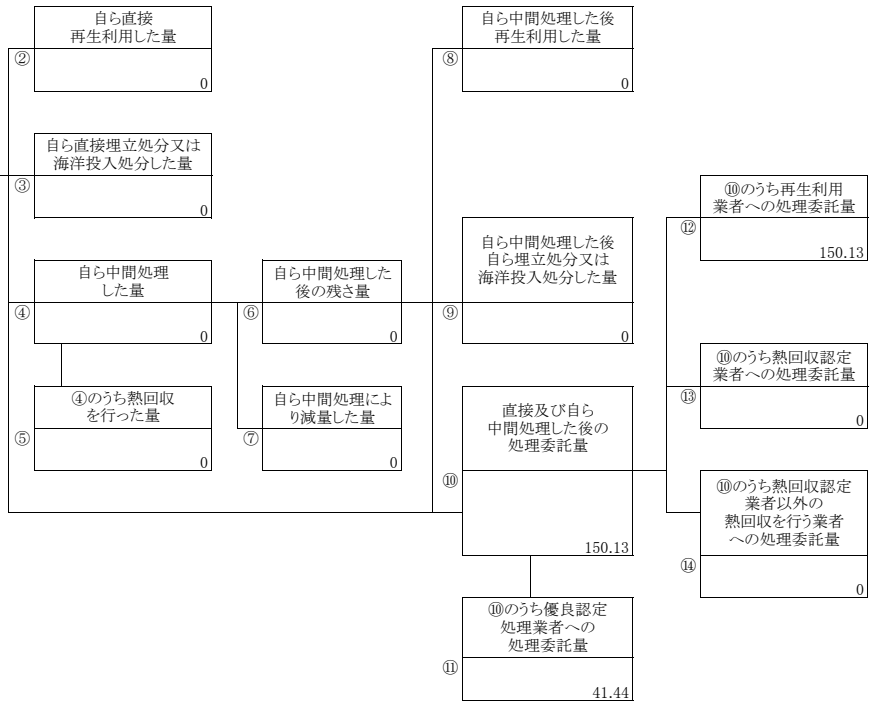 自ら直接
再生利用した量
②
0
自ら直接埋立処分又は
海洋投入処分した量
③
0
自ら中間処理
した量
④
0
④のうち熱回収
を行った量
⑤
0
自ら中間処理した
後の残さ量
⑥
0
自ら中間処理によ
り減量した量
⑦
0
自ら中間処理した後
再生利用した量
⑧
0
自ら中間処理した後
自ら埋立処分又は
海洋投入処分した量
⑨
0
直接及び自ら
中間処理した後の
処理委託量
⑩
150.13
⑩のうち優良認定
処理業者への
処理委託量
⑪
41.44
⑩のうち再生利用
業者への処理委託量
⑫
150.13
⑩のうち熱回収認定
業者への処理委託量
⑬
0
⑩のうち熱回収認定
業者以外の
熱回収を行う業者
への処理委託量
⑭
0